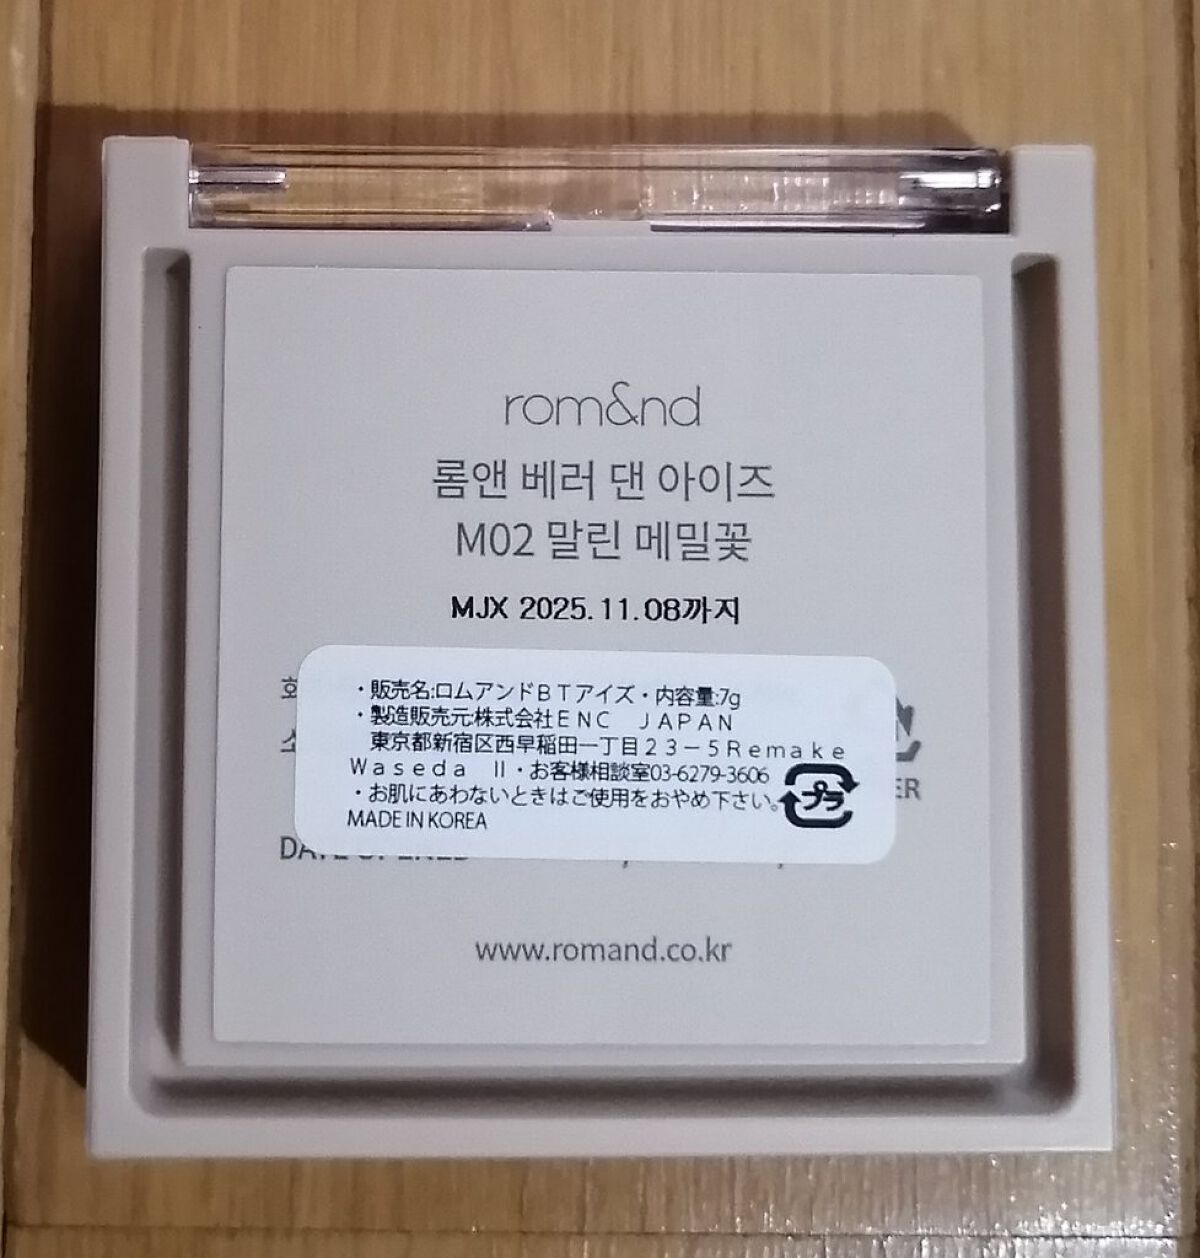 rom&nd
롬앤 베러 댄 아이즈
M02 말린 메밀꽃
MJX 2025.11.08까지
・販売名:ロムアンドＢＴアイズ・内容量:7g
・製造販売元:株式会社ＥＮＣ　ＪＡＰＡＮ
東京都新宿区西早稲田一丁目２３－５Ｒｅｍａｋｅ
Ｗａｓｅｄａ　Ⅱ・お客様相談室03-6279-3606
・お肌にあわないときはご使用をおやめ下さい。
プラ
MADE IN KOREA
www.romand.co.kr